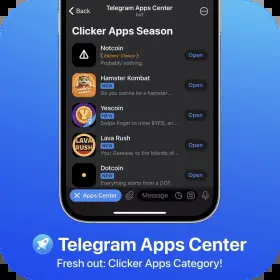 Back
Telegram Apps Center
bot
Clicker Apps Season
Notcoin
Editors' Choice
Probably nothing.
Open
Hamster Kombat
NEW
Do you wanna be a hamster...
Open
Yescoin
NEW
Swipe finger to mine $YES, an...
Open
LAVA
RUSH
Lava Rush
NEW
Your Gateway to the Islands of...
Open
Dotcoin
NEW
Everything starts from a DOT.
Open
Apps Center
Message
Telegram Apps Center
Fresh out: Clicker Apps Category!